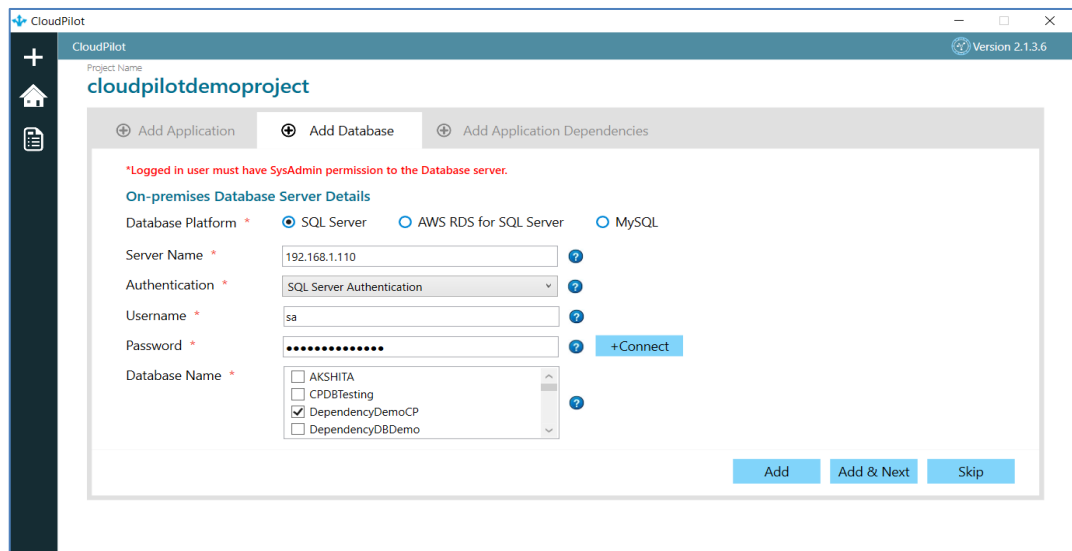 CloudPilot
CloudPilot Version 2.1.3.6
Project Name
cloudpilotdemoproject
Add Application Add Database Add Application Dependencies
*Logged in user must have SysAdmin permission to the Database server.
On-premises Database Server Details
Database Platform * SQL Server AWS RDS for SQL Server MySQL
Server Name * 192.168.1.110 ?
Authentication * SQL Server Authentication ?
Username * sa ?
Password * •••••••••••••• ? +Connect
Database Name * AKSHITA
CPDBTesting
DependencyDemoCP ?
DependencyDBDemo
Add Add & Next Skip